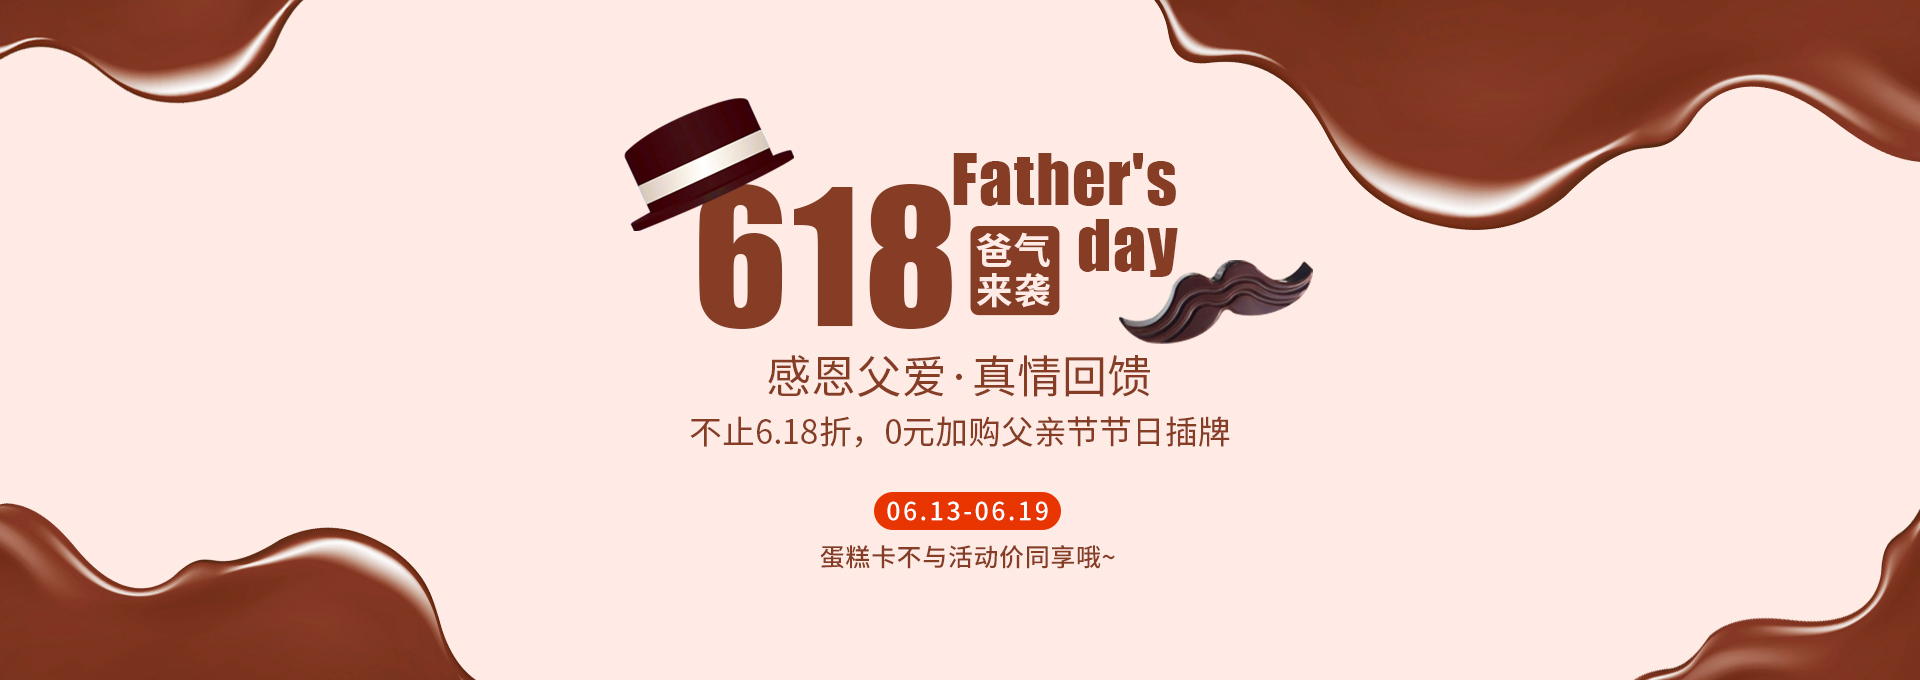 618
Father's
day
爸气
来袭
感恩父爱·真情回馈
不止6.18折，0元加购父亲节节日插牌
06.13-06.19
蛋糕卡不与活动价同享哦~